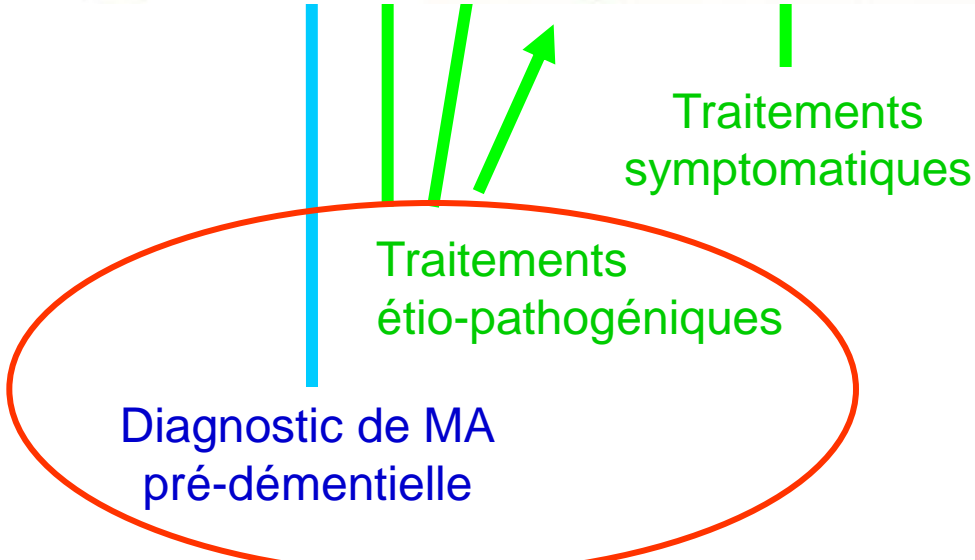 Traitements
symptomatiques
Traitements
étio-pathogéniques
Diagnostic de MA
pré-démentielle